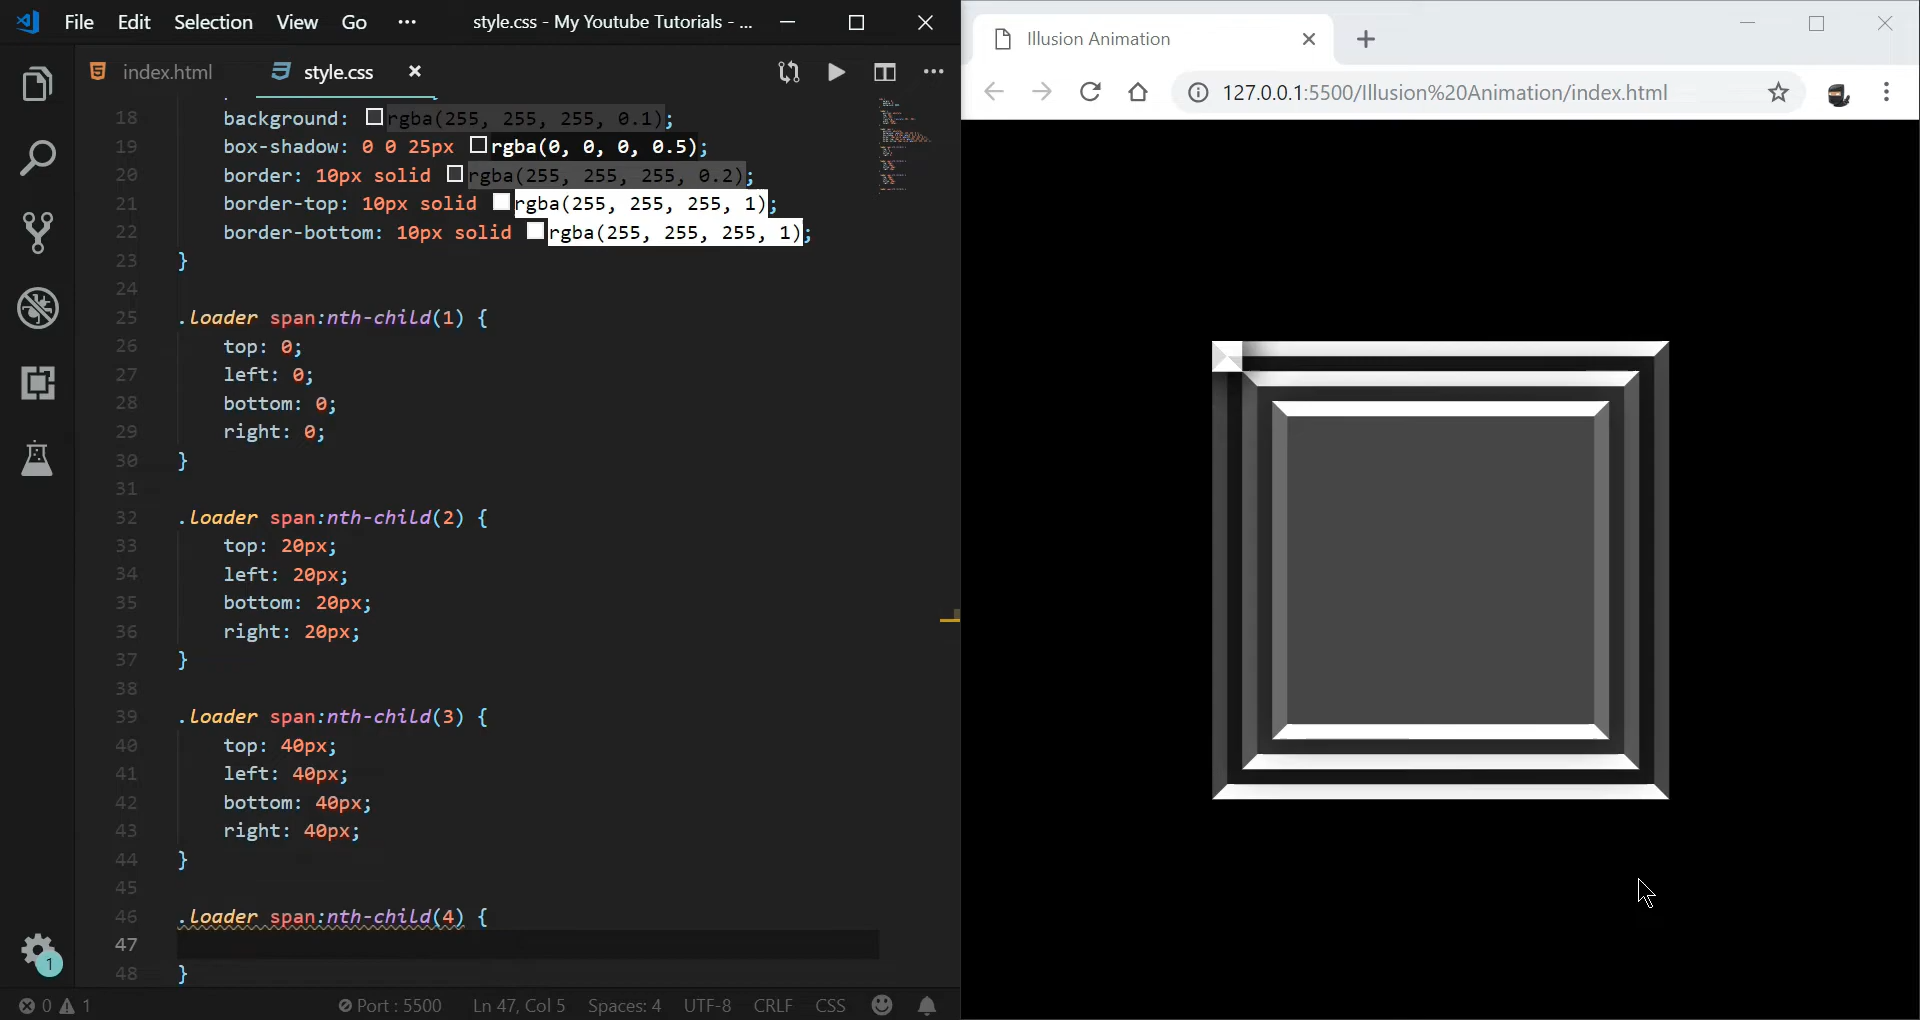 File Edit Selection View Go ··· style.css - My Youtube Tutorials - ...
index.html style.css
18 background: rgba(255, 255, 255, 0.1);
19 box-shadow: 0 0 25px rgba(0, 0, 0, 0.5);
20 border: 10px solid rgba(255, 255, 255, 0.2);
21 border-top: 10px solid rgba(255, 255, 255, 1);
22 border-bottom: 10px solid rgba(255, 255, 255, 1);
23 }
24
25 .loader span:nth-child(1) {
26 top: 0;
27 left: 0;
28 bottom: 0;
29 right: 0;
30 }
31
32 .loader span:nth-child(2) {
33 top: 20px;
34 left: 20px;
35 bottom: 20px;
36 right: 20px;
37 }
38
39 .loader span:nth-child(3) {
40 top: 40px;
41 left: 40px;
42 bottom: 40px;
43 right: 40px;
44 }
45
46 .loader span:nth-child(4) {
47
48 }
1
0 1 Port : 5500 Ln 47, Col 5 Spaces: 4 UTF-8 CRLF CSS
Illusion Animation
127.0.0.1:5500/Illusion%20Animation/index.html